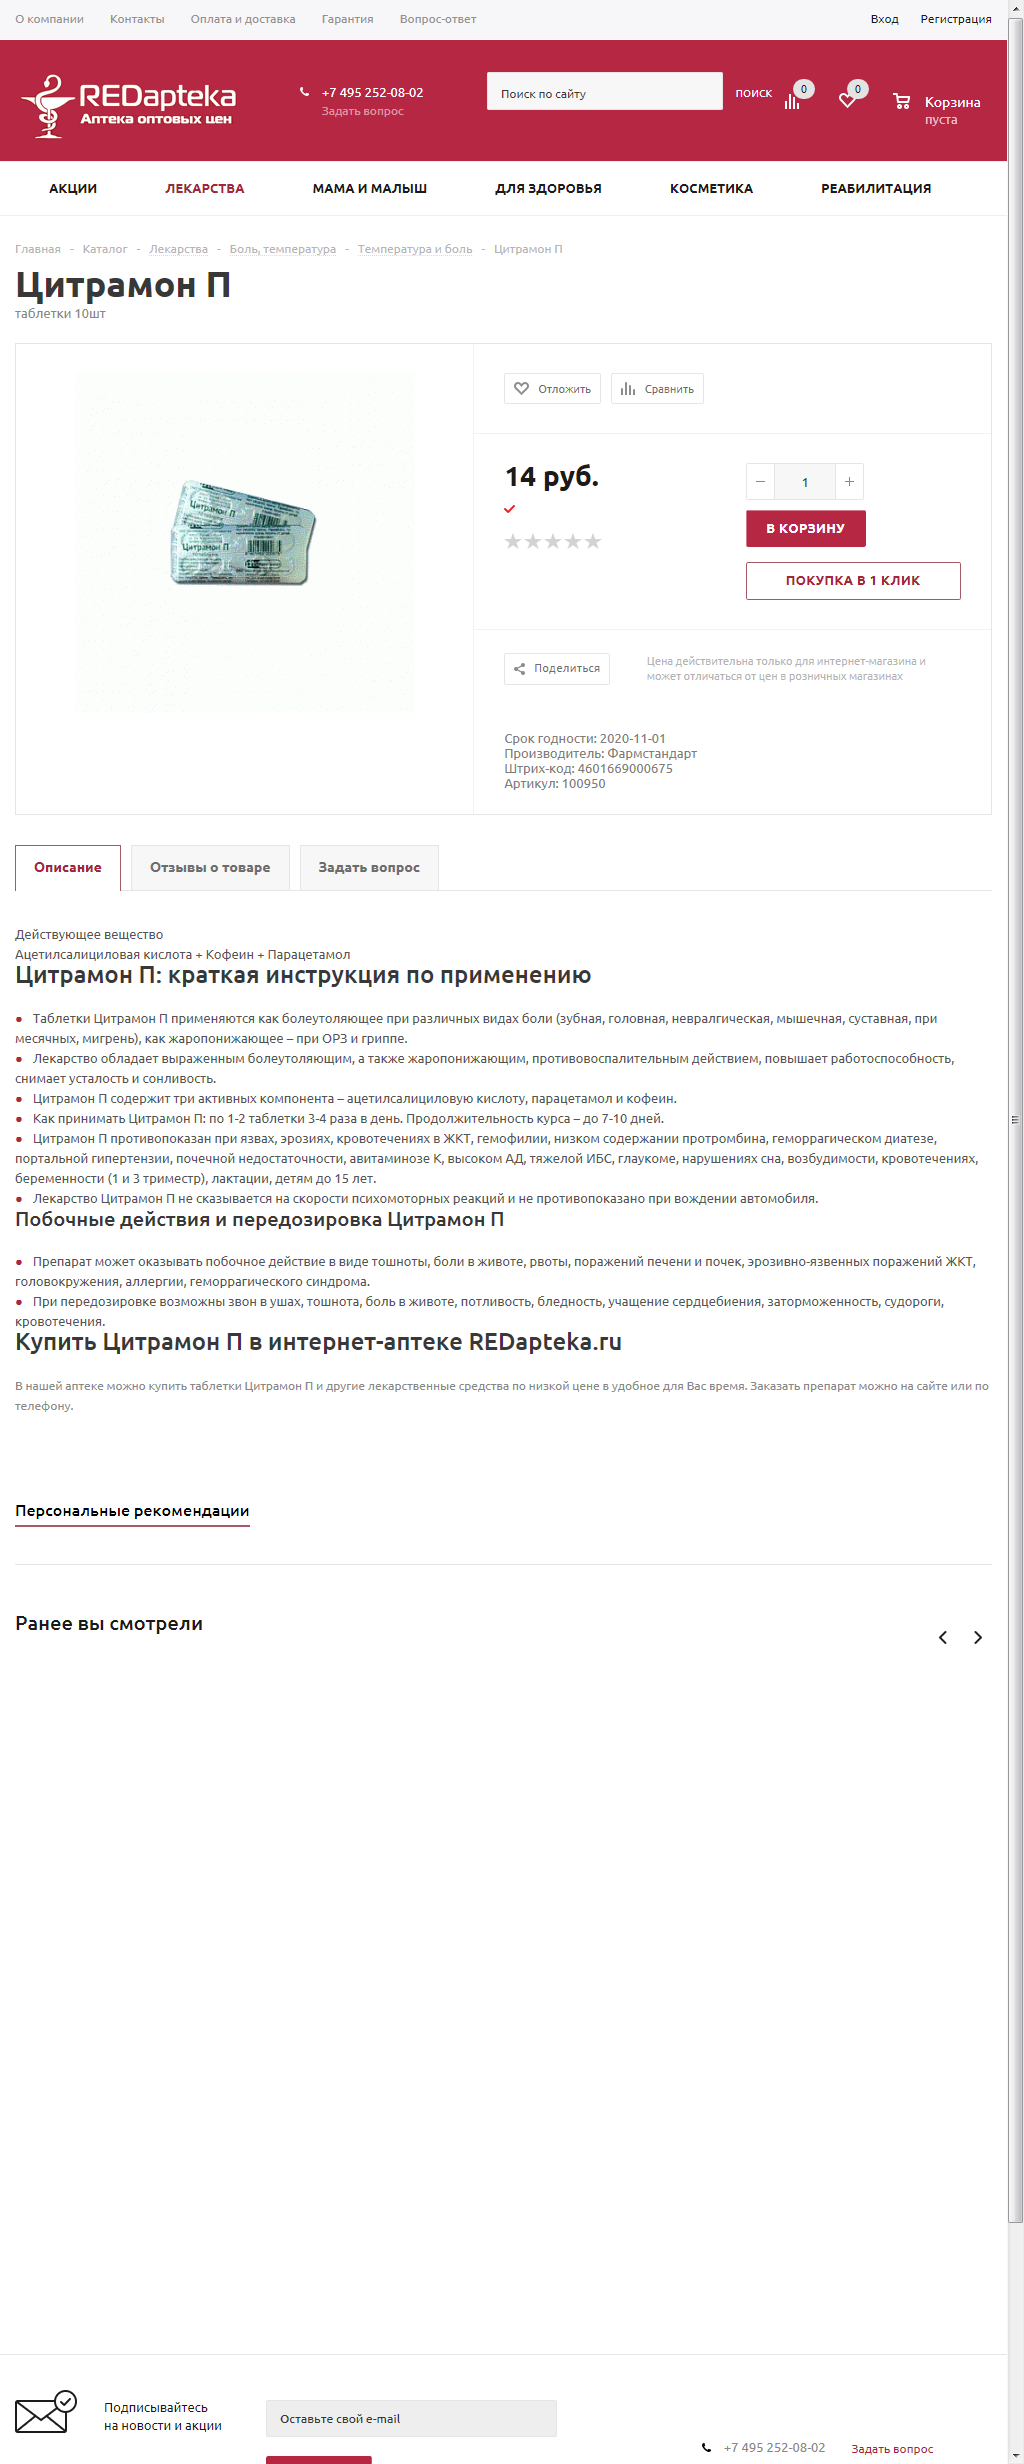 О компании Контакты Оплата и доставка Гарантия Вопрос-ответ Вход Регистрация
REDapteka
Аптека оптовых цен
+7 495 252-08-02
Задать вопрос
Поиск по сайту
поиск
0
0
Корзина
пуста
АКЦИИ ЛЕКАРСТВА МАМА И МАЛЫШ ДЛЯ ЗДОРОВЬЯ КОСМЕТИКА РЕАБИЛИТАЦИЯ
Главная - Каталог - Лекарства - Боль, температура - Температура и боль - Цитрамон П
Цитрамон П
таблетки 10шт
Цитрамон П
Цитрамон П
Отложить Сравнить
14 руб.
1
В КОРЗИНУ
ПОКУПКА В 1 КЛИК
Поделиться
Цена действительна только для интернет-магазина и
может отличаться от цен в розничных магазинах
Срок годности: 2020-11-01
Производитель: Фармстандарт
Штрих-код: 4601669000675
Артикул: 100950
Описание Отзывы о товаре Задать вопрос
Действующее вещество
Ацетилсалициловая кислота + Кофеин + Парацетамол
Цитрамон П: краткая инструкция по применению
Таблетки Цитрамон П применяются как болеутоляющее при различных видах боли (зубная, головная, невралгическая, мышечная, суставная, при
месячных, мигрень), как жаропонижающее – при ОРЗ и гриппе.
Лекарство обладает выраженным болеутоляющим, а также жаропонижающим, противовоспалительным действием, повышает работоспособность,
снимает усталость и сонливость.
Цитрамон П содержит три активных компонента – ацетилсалициловую кислоту, парацетамол и кофеин.
Как принимать Цитрамон П: по 1-2 таблетки 3-4 раза в день. Продолжительность курса – до 7-10 дней.
Цитрамон П противопоказан при язвах, эрозиях, кровотечениях в ЖКТ, гемофилии, низком содержании протромбина, геморрагическом диатезе,
портальной гипертензии, почечной недостаточности, авитаминозе К, высоком АД, тяжелой ИБС, глаукоме, нарушениях сна, возбудимости, кровотечениях,
беременности (1 и 3 триместр), лактации, детям до 15 лет.
Лекарство Цитрамон П не сказывается на скорости психомоторных реакций и не противопоказано при вождении автомобиля.
Побочные действия и передозировка Цитрамон П
Препарат может оказывать побочное действие в виде тошноты, боли в животе, рвоты, поражений печени и почек, эрозивно-язвенных поражений ЖКТ,
головокружения, аллергии, геморрагического синдрома.
При передозировке возможны звон в ушах, тошнота, боль в животе, потливость, бледность, учащение сердцебиения, заторможенность, судороги,
кровотечения.
Купить Цитрамон П в интернет-аптеке REDapteka.ru
В нашей аптеке можно купить таблетки Цитрамон П и другие лекарственные средства по низкой цене в удобное для Вас время. Заказать препарат можно на сайте или по
телефону.
Персональные рекомендации
Ранее вы смотрели
Подписывайтесь
на новости и акции
Оставьте свой e-mail
+7 495 252-08-02 Задать вопрос